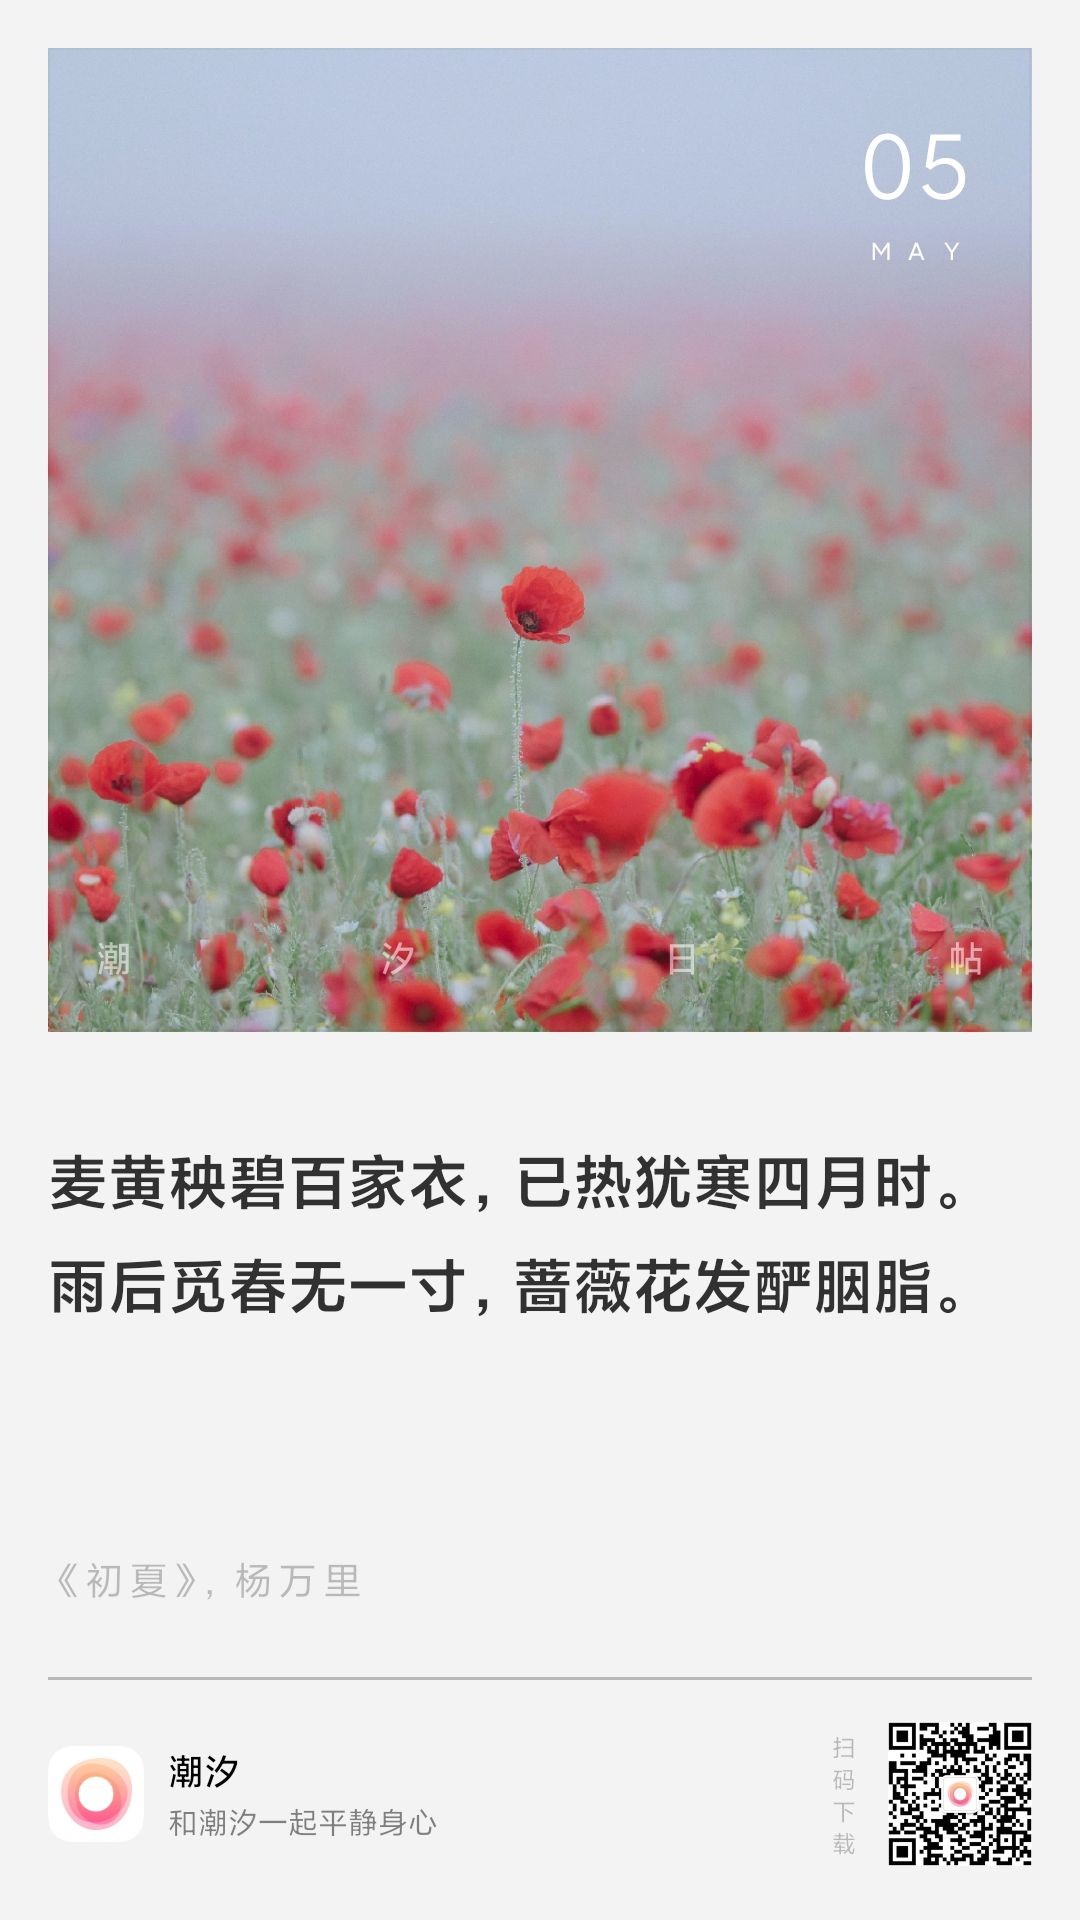 05
MAY
潮汐日帖
麦黄秧碧百家衣，已热犹寒四月时。
雨后觅春无一寸，蔷薇花发酽胭脂。
《初夏》，杨万里
潮汐
和潮汐一起平静身心
扫码下载